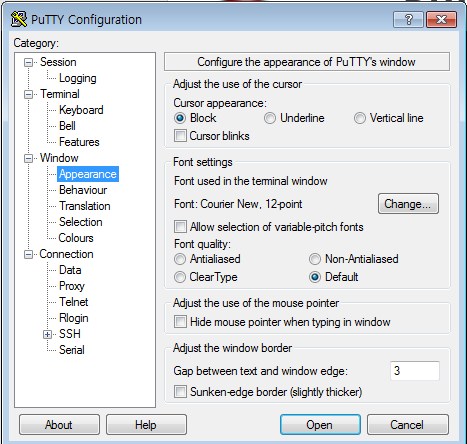 PuTTY Configuration
Category:
Session
Logging
Terminal
Keyboard
Bell
Features
Window
Appearance
Behaviour
Translation
Selection
Colours
Connection
Data
Proxy
Telnet
Rlogin
SSH
Serial
Configure the appearance of PuTTY's window
Adjust the use of the cursor
Cursor appearance:
Block Underline Vertical line
Cursor blinks
Font settings
Font used in the terminal window
Font: Courier New, 12-point Change...
Allow selection of variable-pitch fonts
Font quality:
Antialiased Non-Antialiased
ClearType Default
Adjust the use of the mouse pointer
Hide mouse pointer when typing in window
Adjust the window border
Gap between text and window edge: 3
Sunken-edge border (slightly thicker)
About Help Open Cancel